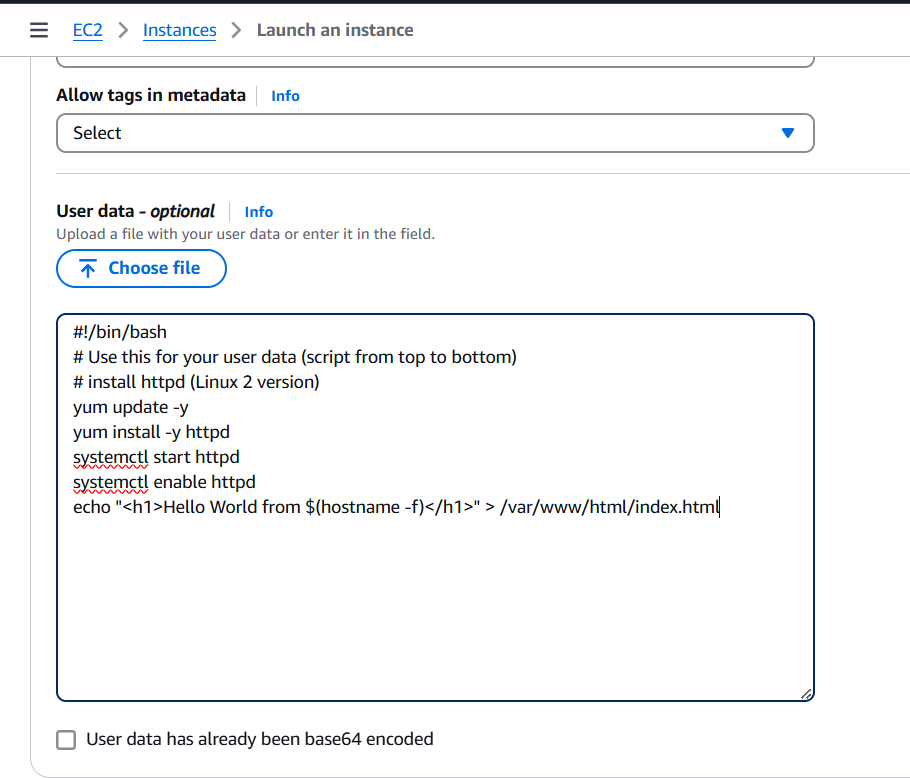 EC2 > Instances > Launch an instance
Allow tags in metadata Info
Select
User data - optional Info
Upload a file with your user data or enter it in the field.
Choose file
#!/bin/bash
# Use this for your user data (script from top to bottom)
# install httpd (Linux 2 version)
yum update -y
yum install -y httpd
systemctl start httpd
systemctl enable httpd
echo "<h1>Hello World from $(hostname -f)</h1>" > /var/www/html/index.html
User data has already been base64 encoded